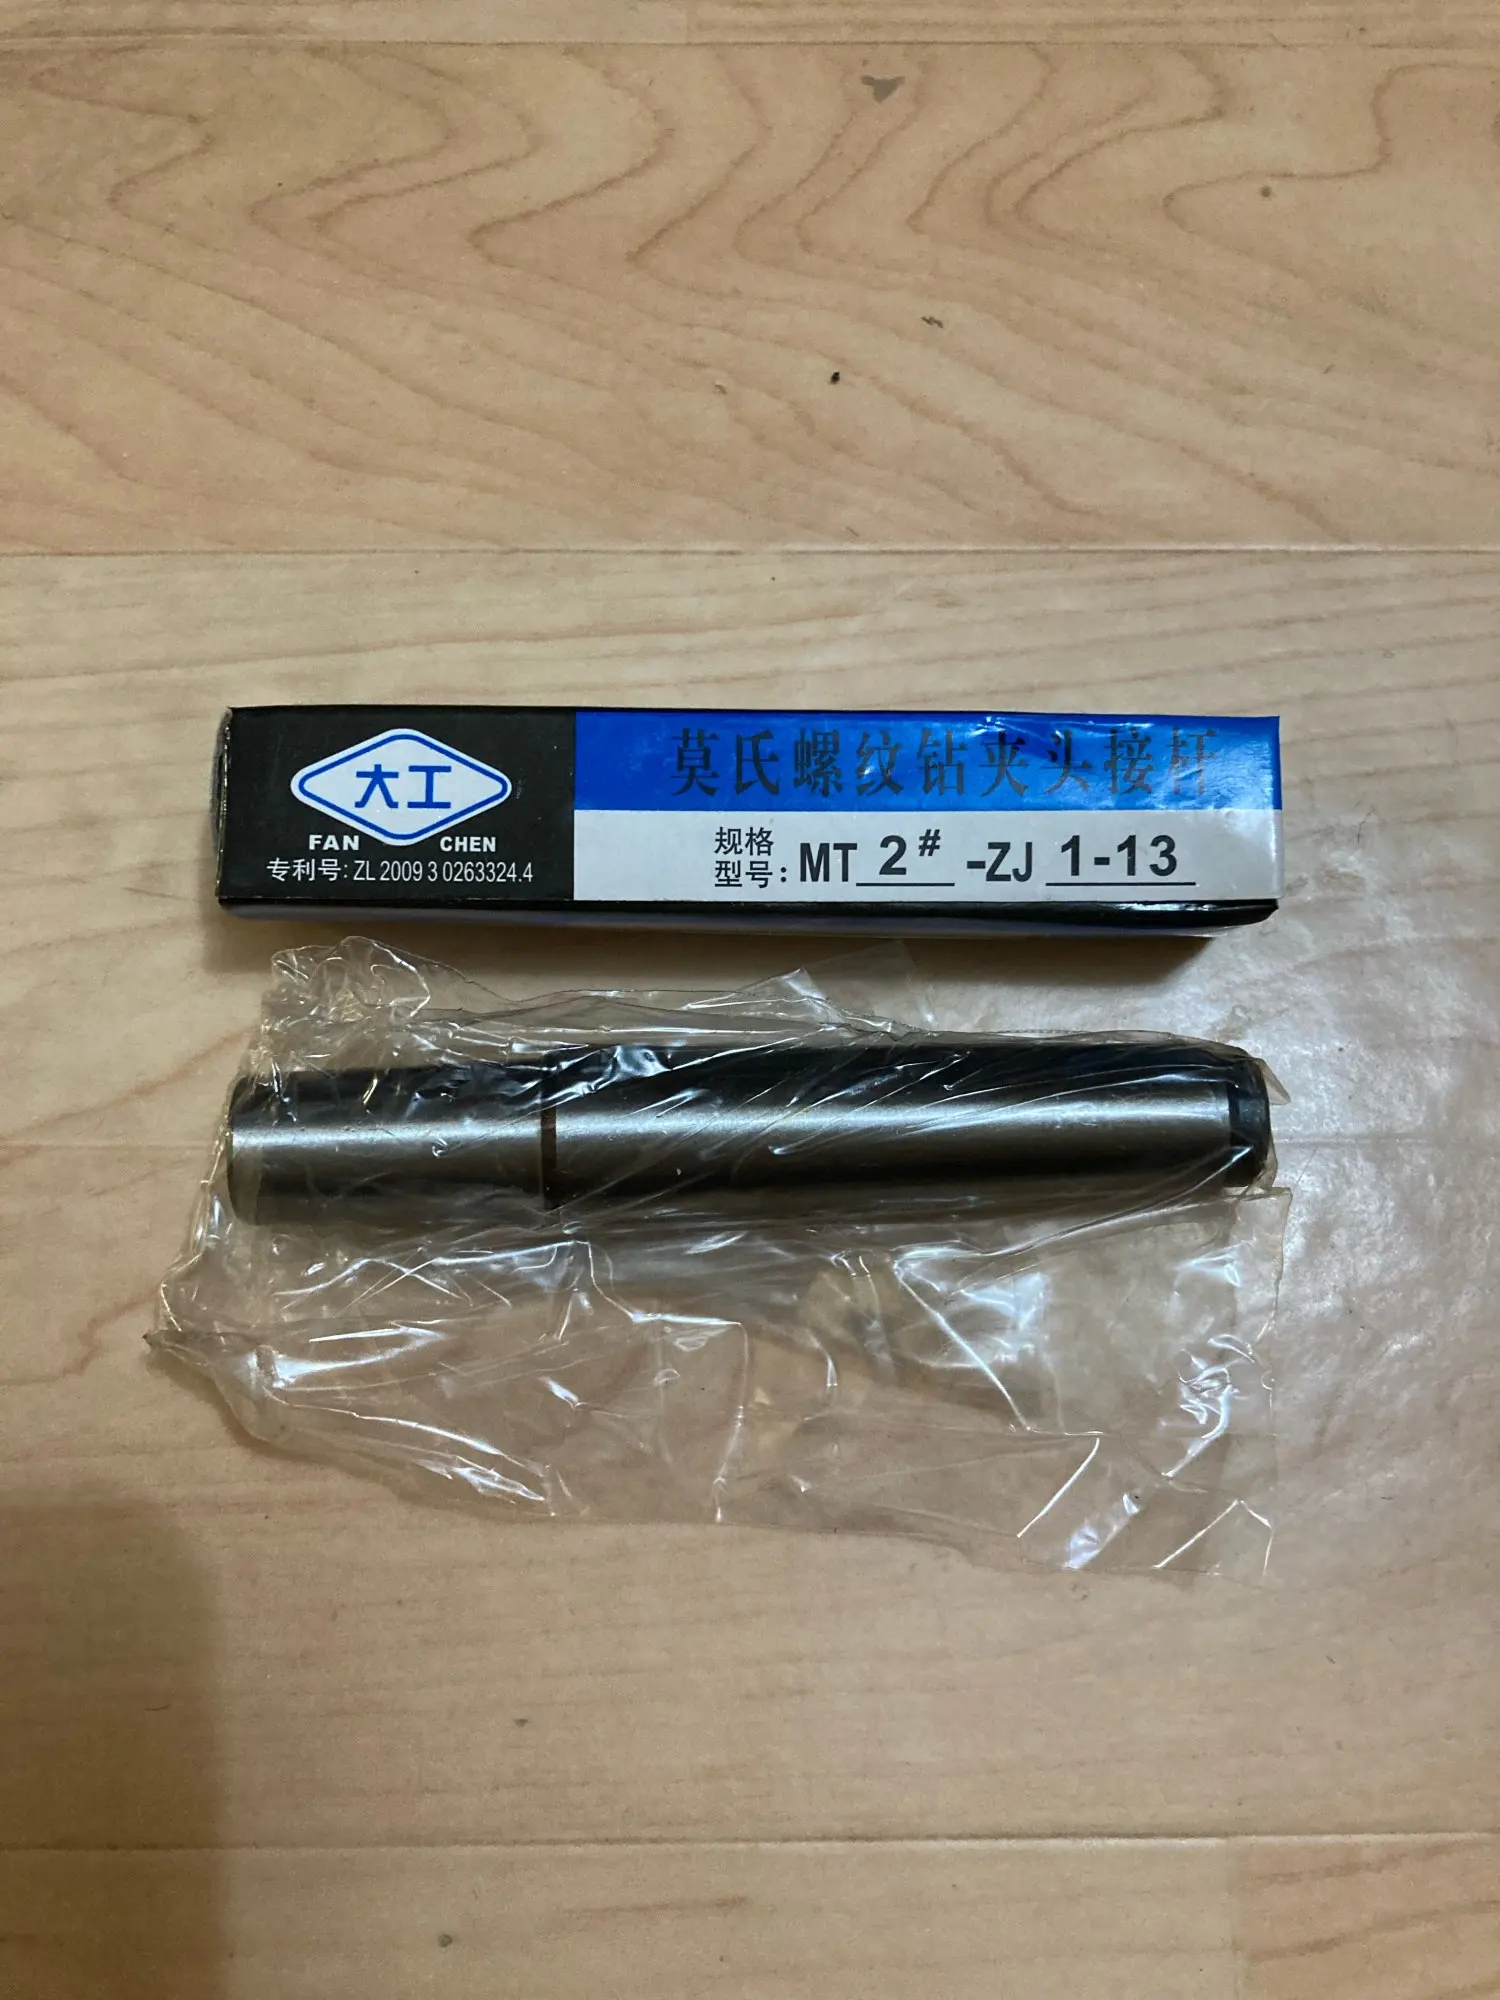 大工
FAN CHEN
专利号: ZL 2009 3 0263324.4
莫氏螺纹钻夹头接杆
规格
型号: MT 2# -ZJ 1-13